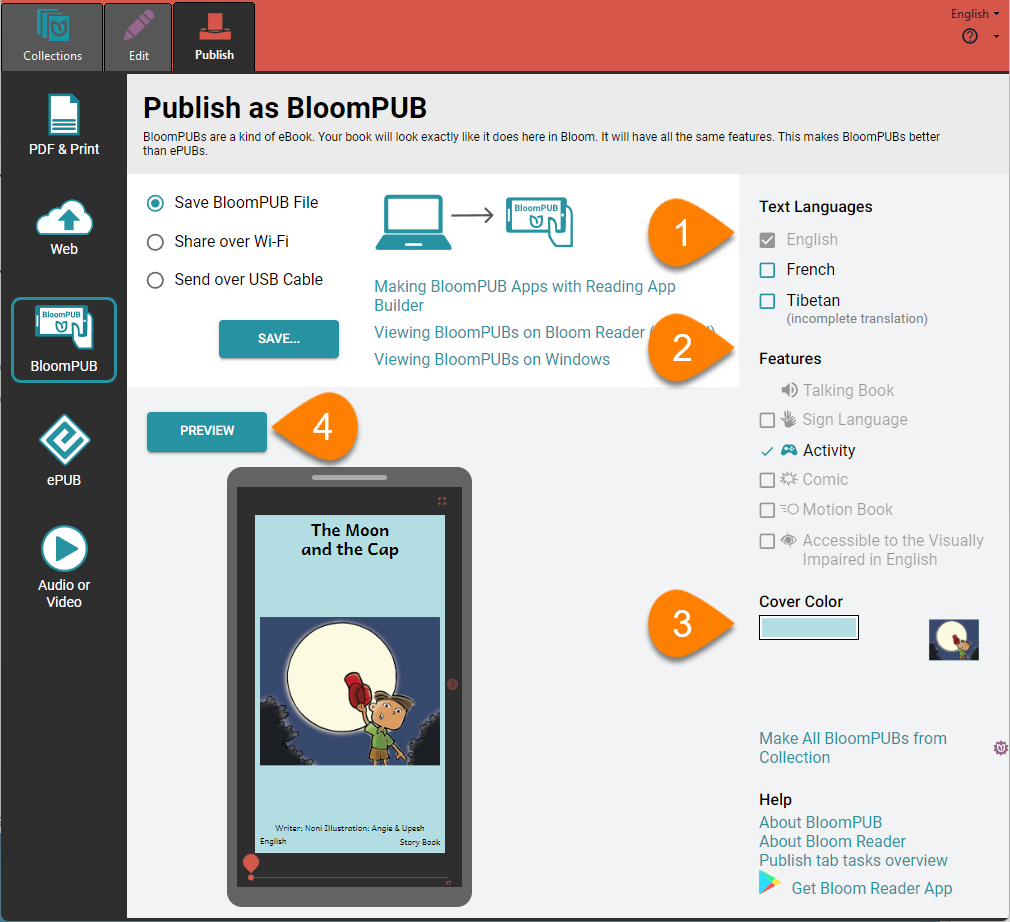 English
Collections
Edit
Publish
PDF & Print
Web
BloomPUB
BloomPUB
ePUB
Audio or
Video
Publish as BloomPUB
BloomPUBs are a kind of eBook. Your book will look exactly like it does here in Bloom. It will have all the same features. This makes BloomPUBs better
than ePUBs.
Save BloomPUB File
Share over Wi-Fi
Send over USB Cable
SAVE...
BloomPUB
Making BloomPUB Apps with Reading App
Builder
Viewing BloomPUBs on Bloom Reader
Viewing BloomPUBs on Windows
PREVIEW
4
The Moon
and the Cap
Writer: Noni Illustration: Angie & Upesh
English
Story Book
1
Text Languages
English
French
Tibetan
(incomplete translation)
2
Features
Talking Book
Sign Language
Activity
Comic
Motion Book
Accessible to the Visually
Impaired in English
3
Cover Color
Make All BloomPUBs from
Collection
Help
About BloomPUB
About Bloom Reader
Publish tab tasks overview
Get Bloom Reader App